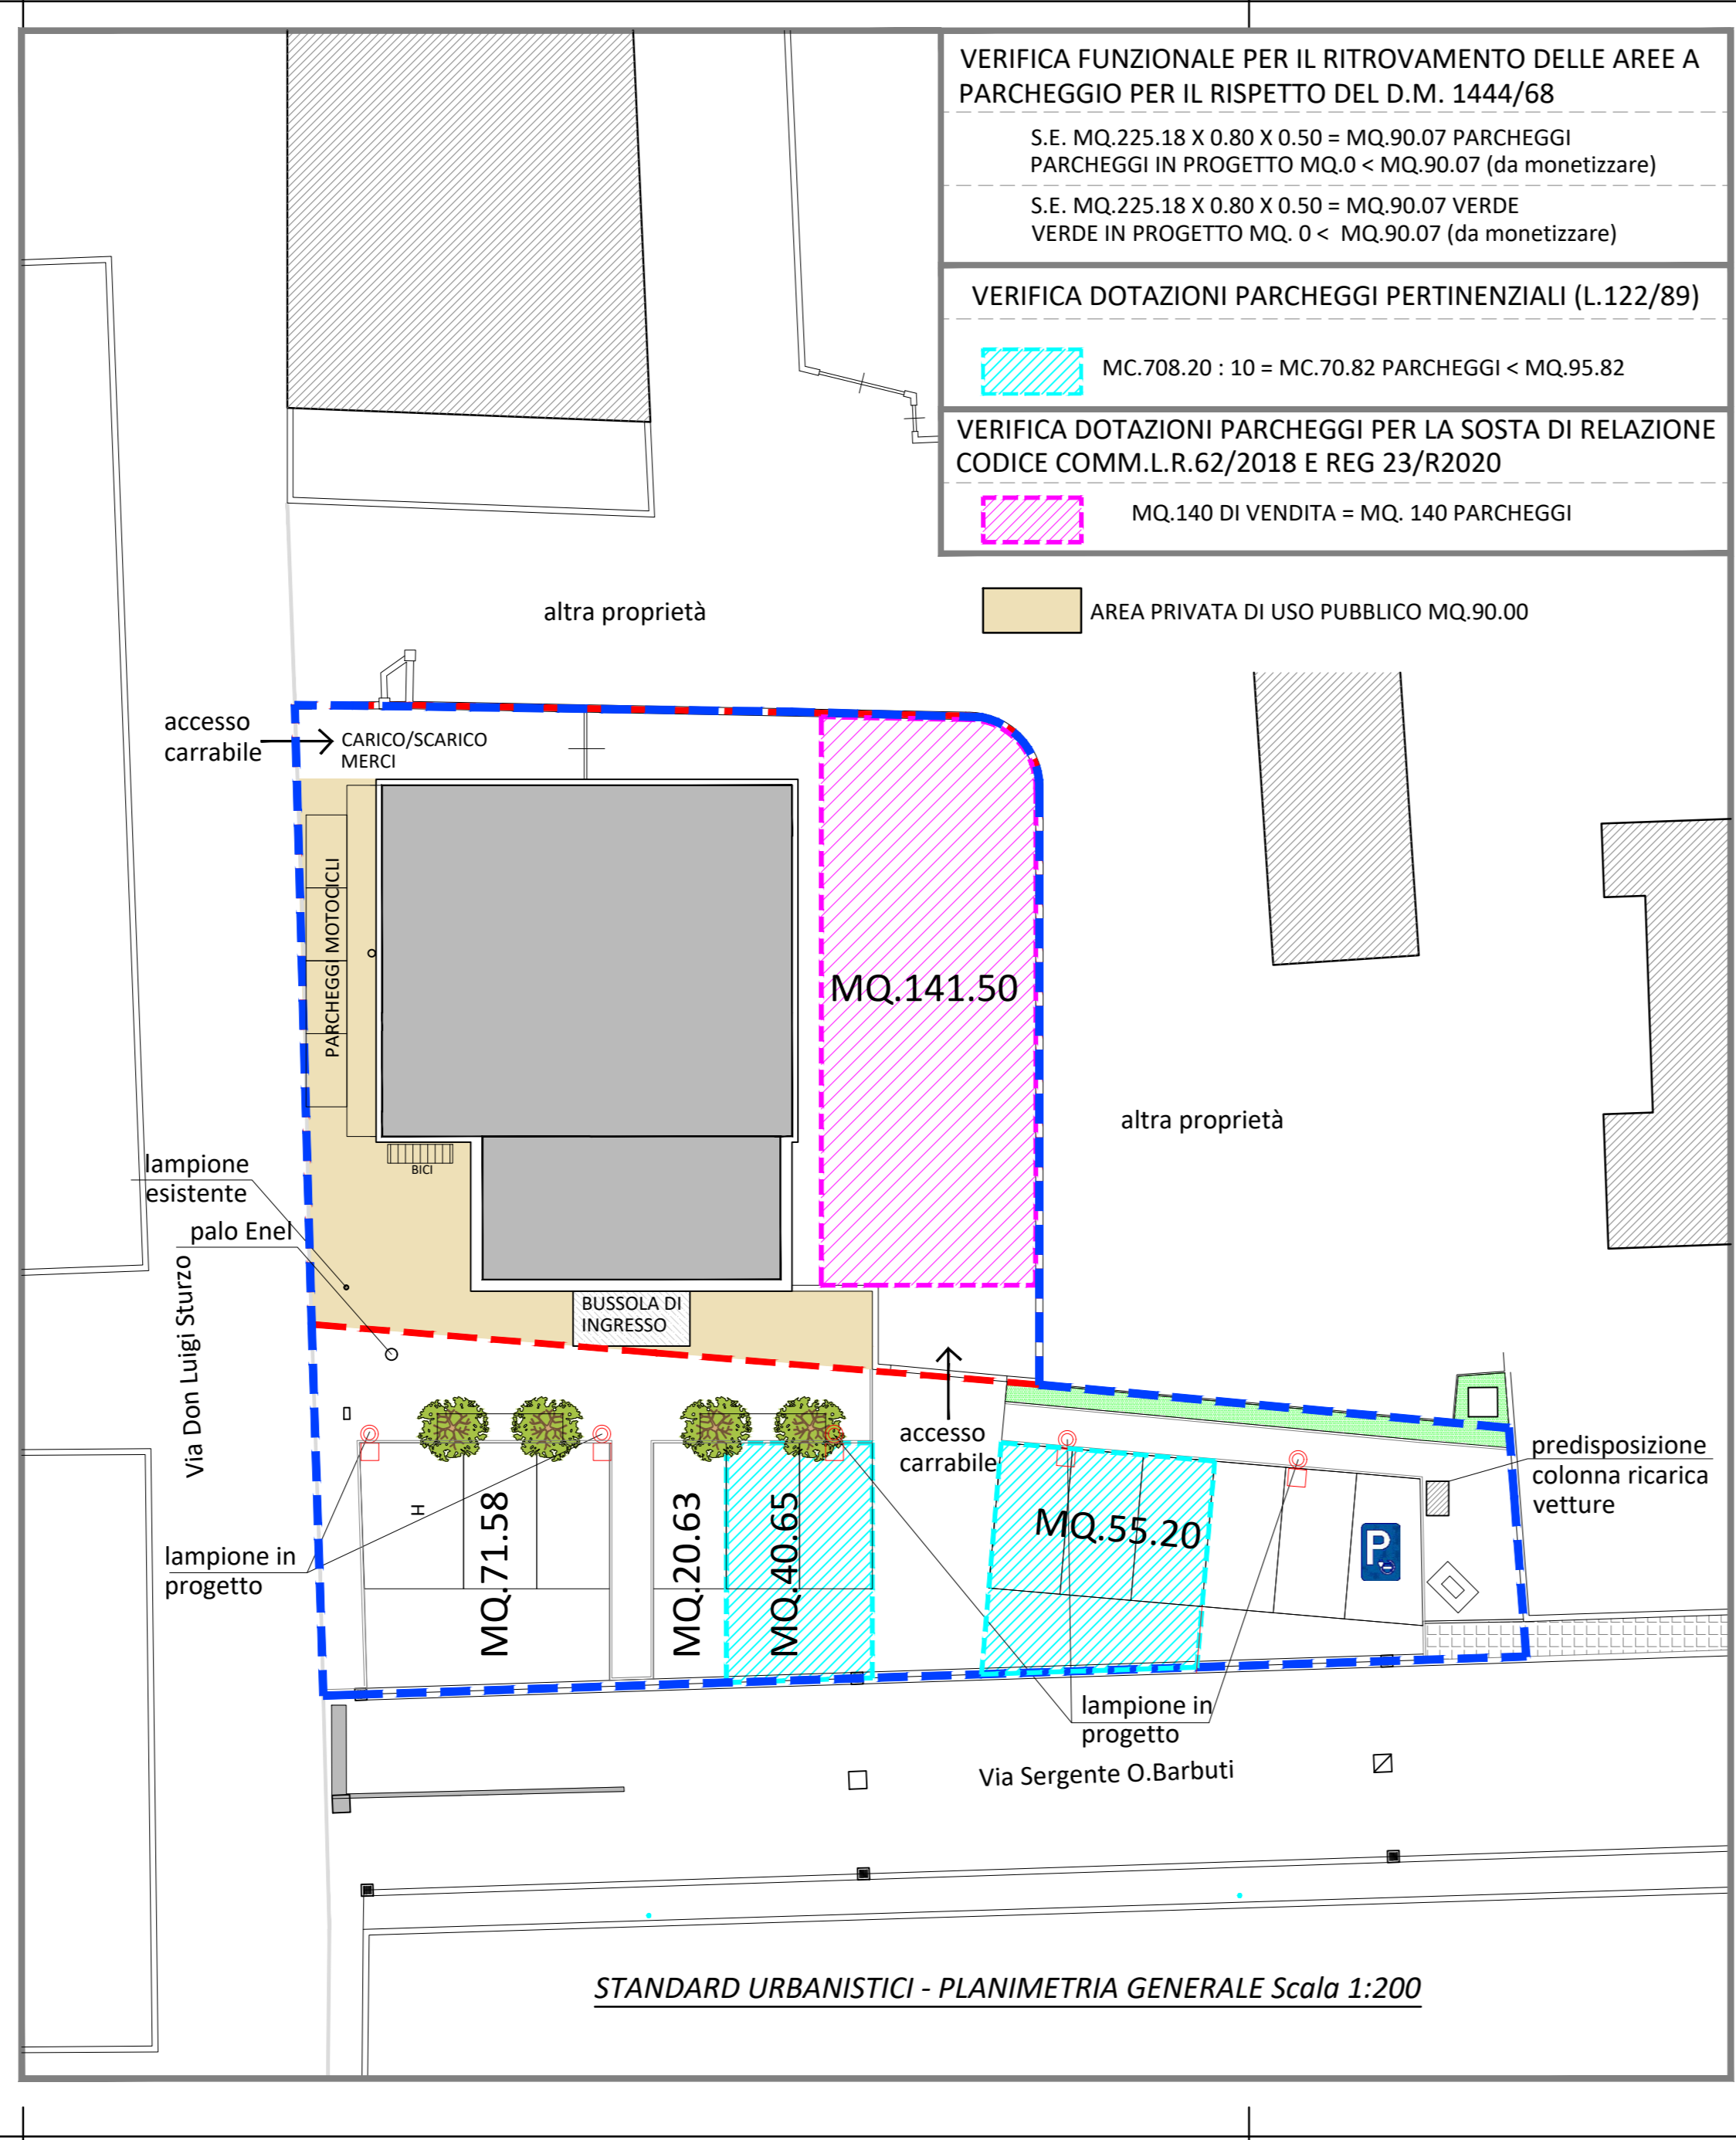 VERIFICA FUNZIONALE PER IL RITROVAMENTO DELLE AREE A
PARCHEGGIO PER IL RISPETTO DEL D.M. 1444/68
S.E. MQ.225.18 X 0.80 X 0.50 = MQ.90.07 PARCHEGGI
PARCHEGGI IN PROGETTO MQ.0 < MQ.90.07 (da monetizzare)
S.E. MQ.225.18 X 0.80 X 0.50 = MQ.90.07 VERDE
VERDE IN PROGETTO MQ. 0 < MQ.90.07 (da monetizzare)
VERIFICA DOTAZIONI PARCHEGGI PERTINENZIALI (L.122/89)
MC.708.20 : 10 = MC.70.82 PARCHEGGI < MQ.95.82
VERIFICA DOTAZIONI PARCHEGGI PER LA SOSTA DI RELAZIONE
CODICE COMM.L.R.62/2018 E REG 23/R2020
MQ.140 DI VENDITA = MQ. 140 PARCHEGGI
AREA PRIVATA DI USO PUBBLICO MQ.90.00
altra proprietà
accesso
carrabile
CARICO/SCARICO
MERCI
PARCHEGGI MOTOCICLI
MQ.141.50
altra proprietà
BICI
lampione
esistente
palo Enel
Via Don Luigi Sturzo
BUSSOLA DI
INGRESSO
accesso
carrabile
predisposizione
colonna ricarica
vetture
H
MQ.71.58
MQ.20.63
MQ.40.65
MQ.55.20
P
lampione in
progetto
lampione in
progetto
Via Sergente O.Barbuti
STANDARD URBANISTICI - PLANIMETRIA GENERALE Scala 1:200